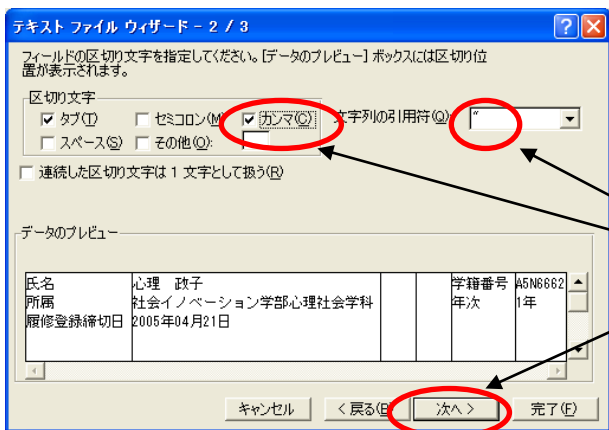 テキスト ファイル ウィザード - 2 / 3
フィールドの区切り文字を指定してください。[データのプレビュー] ボックスには区切り位
置が表示されます。
区切り文字
タブ(T) セミコロン(M) カンマ(C) 文字列の引用符(Q): "
スペース(S) その他(O):
連続した区切り文字は 1 文字として扱う(R)
データのプレビュー
氏名 心理 政子 学籍番号 A5N6662
所属 社会イノベーション学部心理社会学科 年次 1年
履修登録締切日 2005年04月21日
キャンセル < 戻る(B) 次へ > 完了(F)